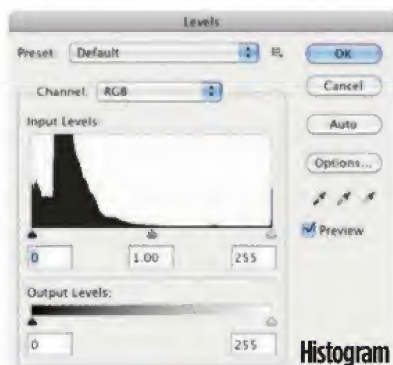 Levels
Preset: Default
OK
Channel: RGB
Cancel
Input Levels:
Auto
Options...
Preview
0 1.00 255
Output Levels:
0 255
Histogram